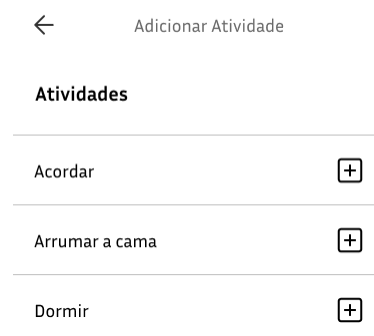 Adicionar Atividade
Atividades
Acordar
Arrumar a cama
Dormir